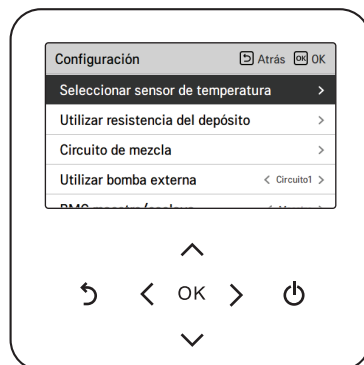 Configuración Atrás OK OK
Seleccionar sensor de temperatura
Utilizar resistencia del depósito
Circuito de mezcla
Utilizar bomba externa < Circuito1 >
OK